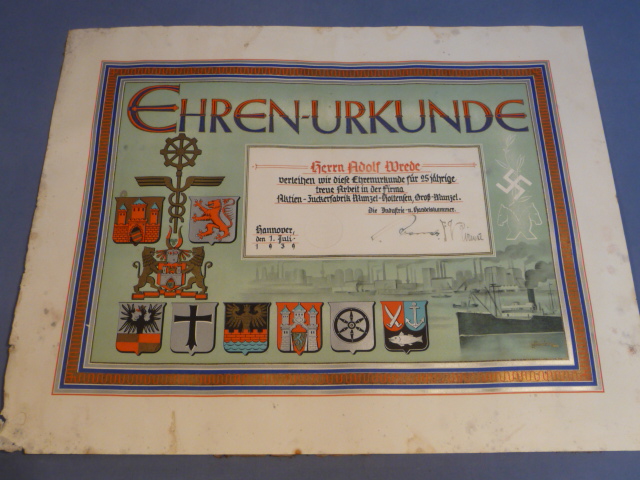 EHREN-URKUNDE
Herrn Adolf Wrede
verleihen wir diese Ehrenurkunde für 25 jährige
treue Arbeit in der Firma
Aktien-Zuckerfabrik Munzel-Holtensen, Groß-Munzel.
Die Industrie- u. Handelskammer.
Hannover,
den 1. Juli
1936